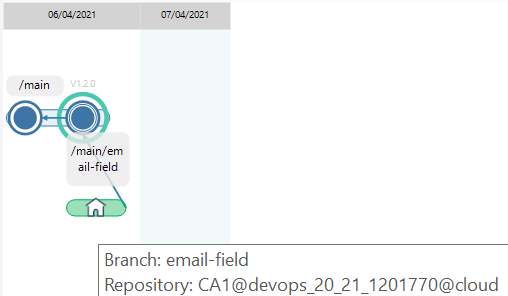 06/04/2021
07/04/2021
/main
V1.2.0
/main/em
ail-field
Branch: email-field
Repository: CA1@devops_20_21_1201770@cloud